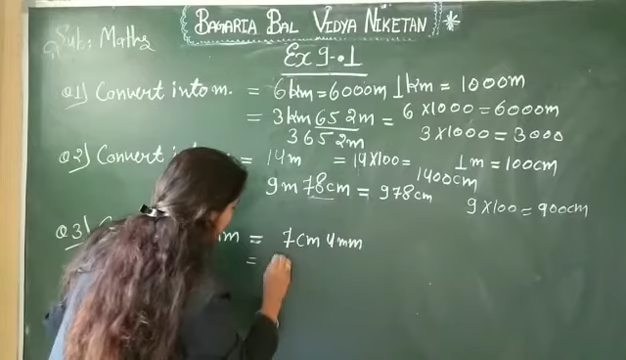 BAGARIA BAL VIDYA NIKETAN *
Sub: Maths
Ex 9.1
Q1) Convert into m. = 6km = 6000m 1km = 1000m
= 3km 652m = 6 x 1000 = 6000m
3652m 3 x 1000 = 3000
Q2) Convert = 14m = 14 x 100 = 1m = 100cm
1400cm
9m 78cm = 978cm 9 x 100 = 900cm
Q3) m = 7cm 4mm
=